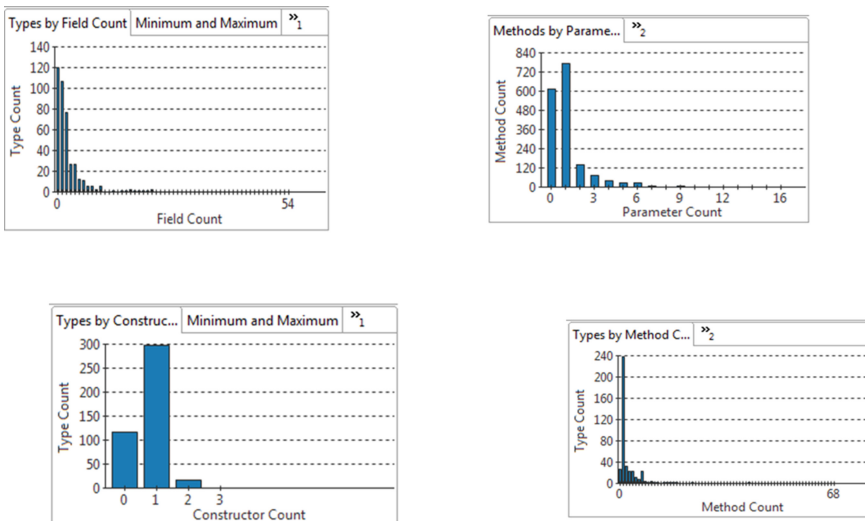 Types by Field Count Minimum and Maximum »1
140
120
100
80
60
40
20
0
Type Count
0 54
Field Count
Methods by Parame... »2
840
720
600
480
360
240
120
0
Method Count
0 3 6 9 12 16
Parameter Count
Types by Construc... Minimum and Maximum »1
300
250
200
150
100
50
0
Type Count
0 1 2 3
Constructor Count
Types by Method C... »2
240
200
160
120
80
40
0
Type Count
0 68
Method Count